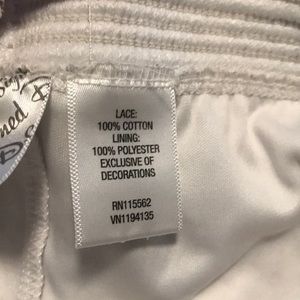 LACE:
100% COTTON
LINING:
100% POLYESTER
EXCLUSIVE OF
DECORATIONS
RN115562
VN1194135